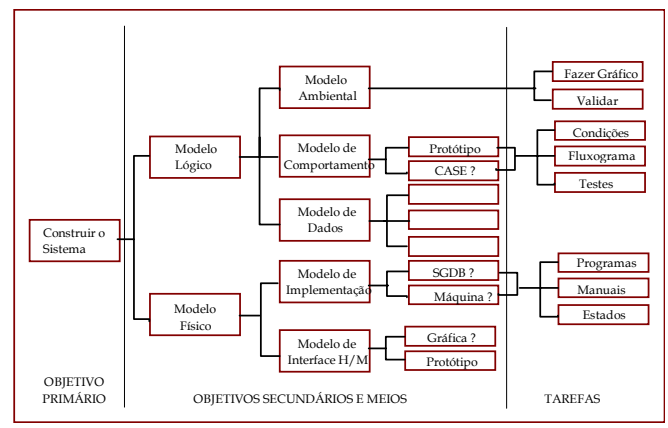 Modelo
Ambiental
Fazer Gráfico
Validar
Modelo
Lógico
Modelo de
Comportamento
Protótipo
CASE ?
Condições
Fluxograma
Testes
Modelo de
Dados
Construir o
Sistema
Modelo
Físico
Modelo de
Implementação
SGDB ?
Máquina ?
Programas
Manuais
Estados
Modelo de
Interface H/M
Gráfica ?
Protótipo
OBJETIVO
PRIMÁRIO
OBJETIVOS SECUNDÁRIOS E MEIOS
TAREFAS